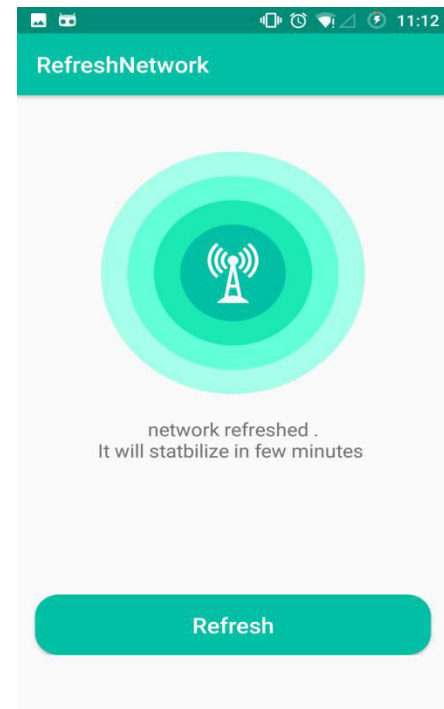 11:12
RefreshNetwork
network refreshed .
It will statbilize in few minutes
Refresh